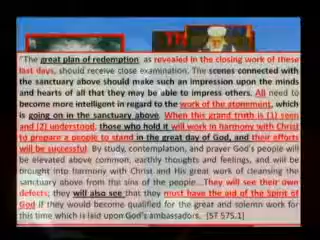 "The great plan of redemption, as revealed in the closing work of these
last days, should receive close examination. The scenes connected with
the sanctuary above should make such an impression upon the minds
and hearts of all that they may be able to impress others. All need to
become more intelligent in regard to the work of the atonement, which
is going on in the sanctuary above. When this grand truth is (1) seen
and (2) understood, those who hold it will work in harmony with Christ
to prepare a people to stand in the great day of God, and their efforts
will be successful. By study, contemplation, and prayer God's people will
be elevated above common, earthly thoughts and feelings, and will be
brought into harmony with Christ and His great work of cleansing the
sanctuary above from the sins of the people...They will see their own
defects; they will also see that they must have the aid of the Spirit of
God if they would become qualified for the great and solemn work for
this time which is laid upon God's ambassadors. {5T 575.1}